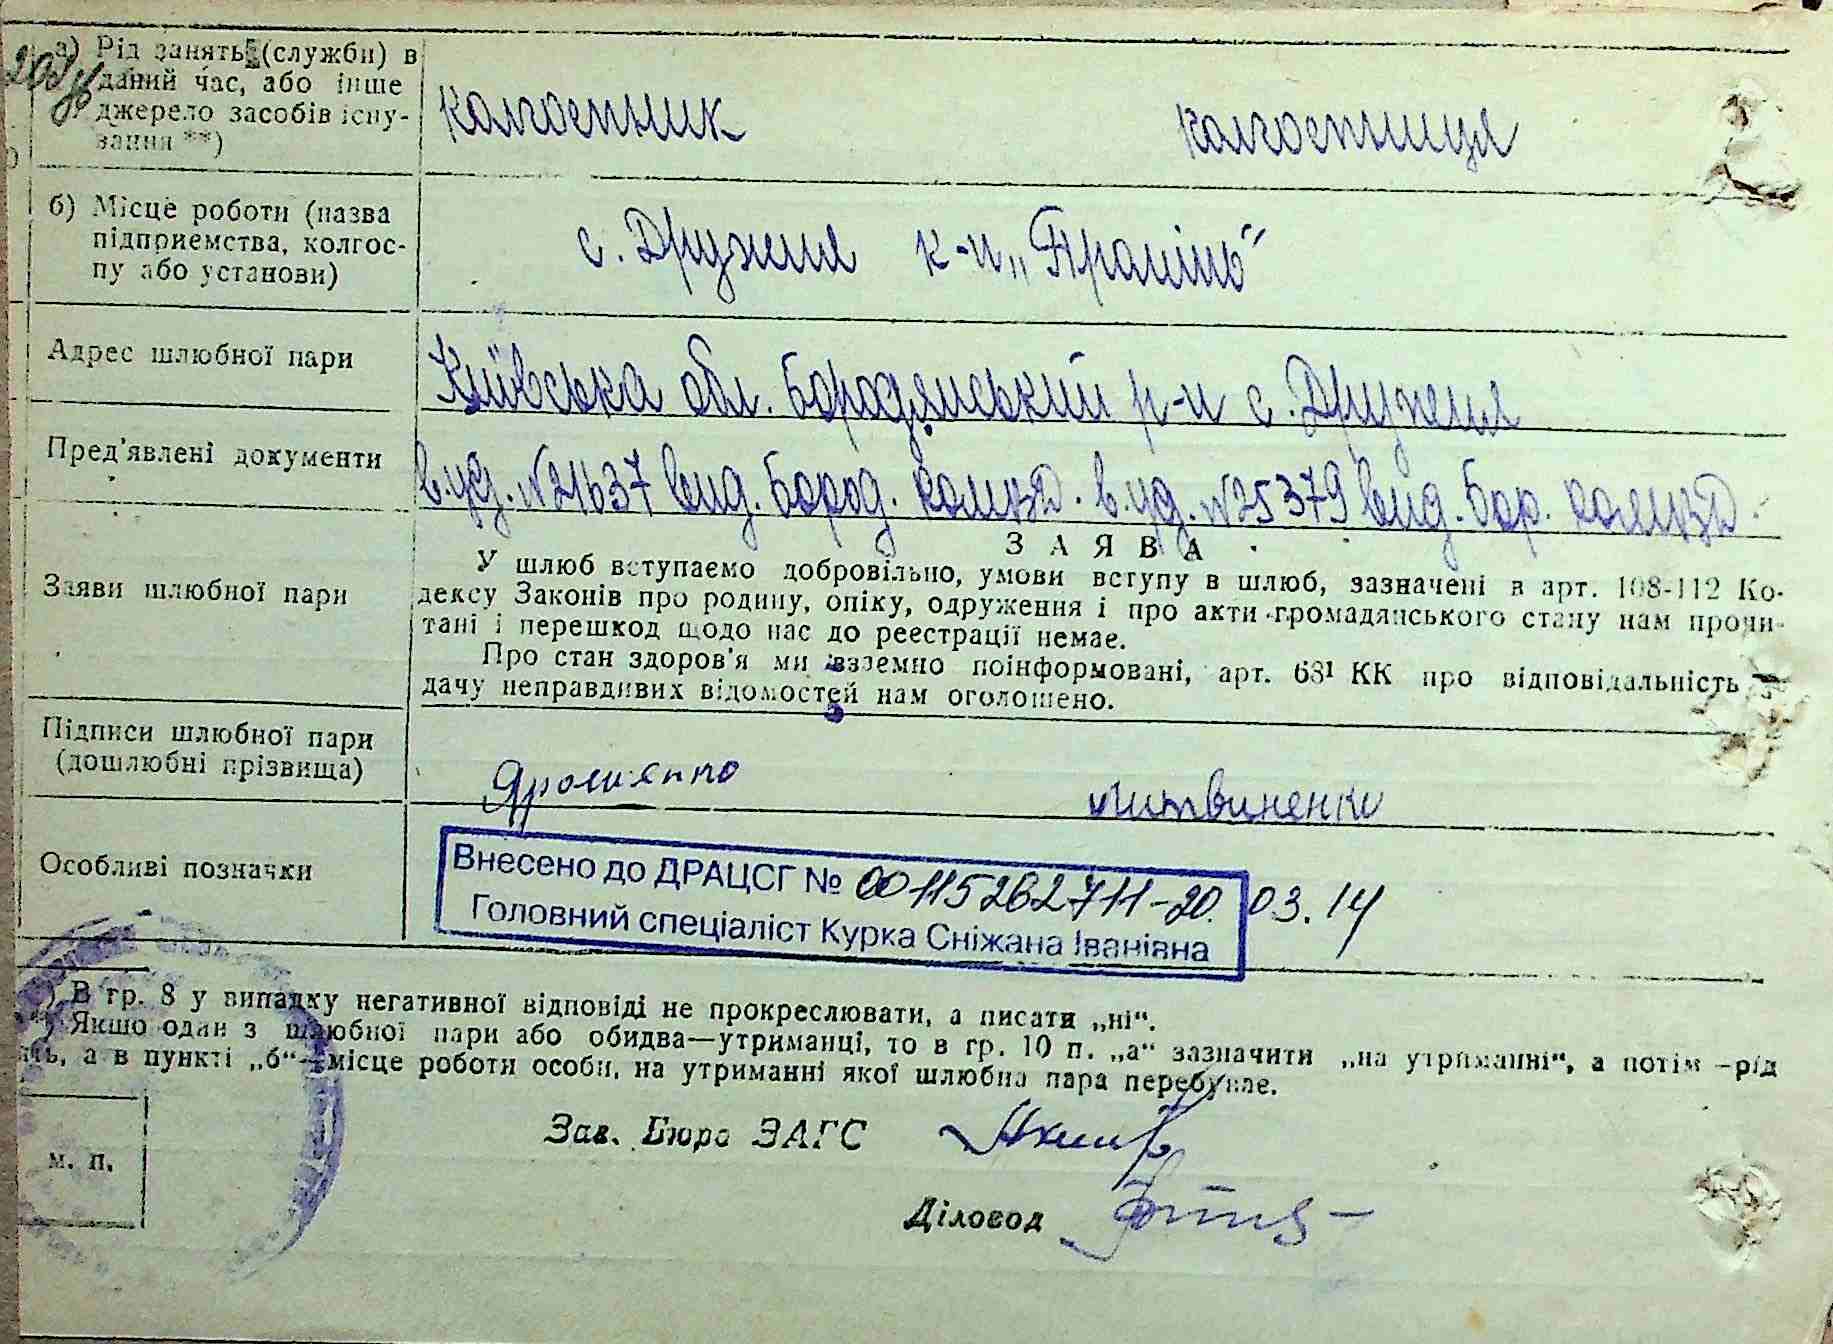 а) Рід занять (служби) в
даний час, або інше
джерело засобів існу-
вання **)
колгоспник колгоспниця
б) Місце роботи (назва
підприємства, колгос-
пу або установи)
с. Дружня к-п „Промінь“
Адрес шлюбної пари
Київська обл. Бородянський р-н с. Дружня
Пред'явлені документи
в.уд. №21637 вид. Бород. в.уд. №25379 вид. Бор.
З А Я В А
Заяви шлюбної пари
У шлюб вступаємо добровільно, умови вступу в шлюб, зазначені в арт. 108-112 Ко-
дексу Законів про родину, опіку, одруження і про акти громадянського стану нам прочи-
тані і перешкод щодо нас до реєстрації немає.
Про стан здоров'я ми взаємно поінформовані, арт. 68¹ КК про відповідальність
дачу неправдивих відомостей нам оголошено.
Підписи шлюбної пари
(дошлюбні прізвища)
литвиненко
Особливі позначки
Внесено до ДРАЦСГ № 00115262711-20.03.14
Головний спеціаліст Курка Сніжана Іванівна
*) В гр. 8 у випадку негативної відповіді не прокреслювати, а писати „ні“.
**) Якщо один з шлюбної пари або обидва—утриманці, то в гр. 10 п. „а“ зазначити „на утриманні“, а потім —рід
ять, а в пункті „б“—місце роботи особи, на утриманні якої шлюбна пара перебуває.
Зав. Бюро ЗАГС
м. п.
Діловод